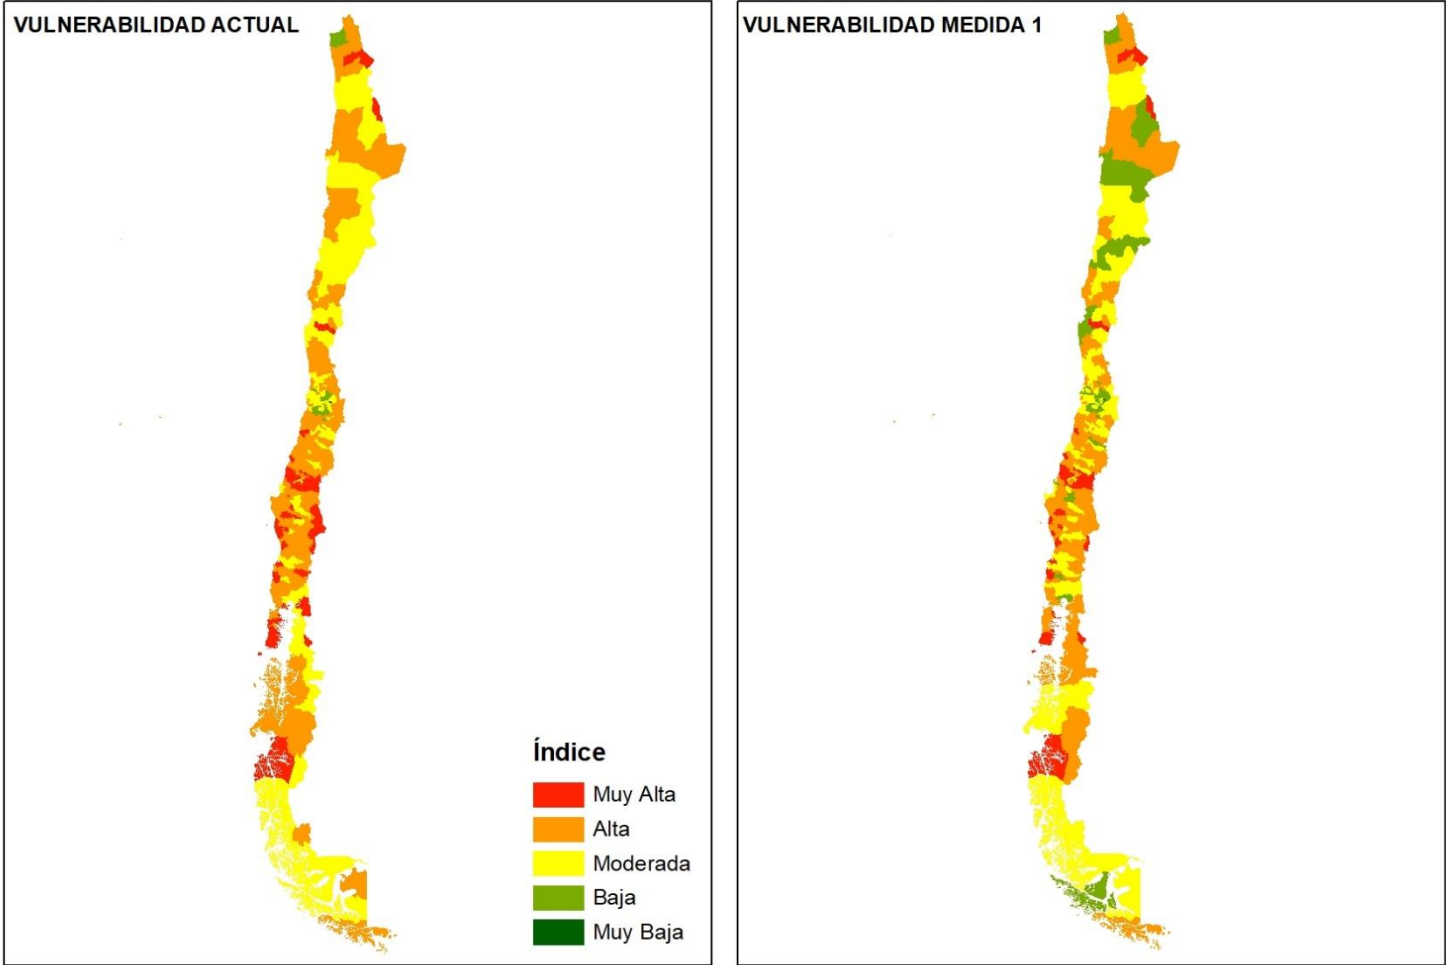 VULNERABILIDAD ACTUAL
VULNERABILIDAD MEDIDA 1
Índice
Muy Alta
Alta
Moderada
Baja
Muy Baja